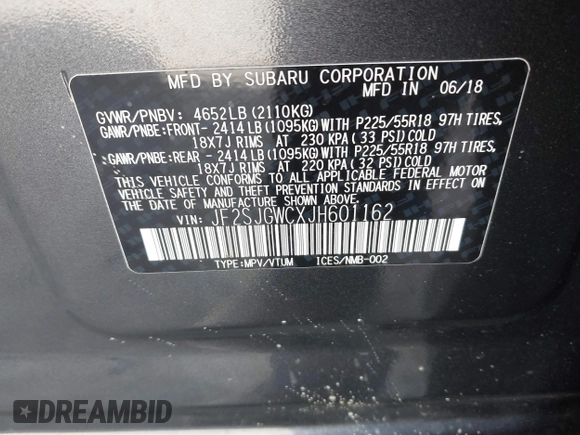 MFD BY SUBARU CORPORATION
MFD IN 06/18
GVWR/PNBV: 4652LB(2110KG)
GAWR/PNBE:FRONT- 2414LB(1095KG)WITH P225/55R18 97H TIRES,
18X7J RIMS AT 230 KPA(33 PSI)COLD
GAWR/PNBE:REAR - 2414LB(1095KG)WITH P225/55R18 97H TIRES,
18X7J RIMS AT 220 KPA(32 PSI)COLD
THIS VEHICLE CONFORMS TO ALL APPLICABLE FEDERAL MOTOR
VEHICLE SAFETY AND THEFT PREVENTION STANDARDS IN EFFECT ON
THE DATE OF MANUFACTURE SHOWN ABOVE.
VIN: JF2SJGWCXJH601162
TYPE:MPV/VTUM ICES/NMB-002
DREAMBID